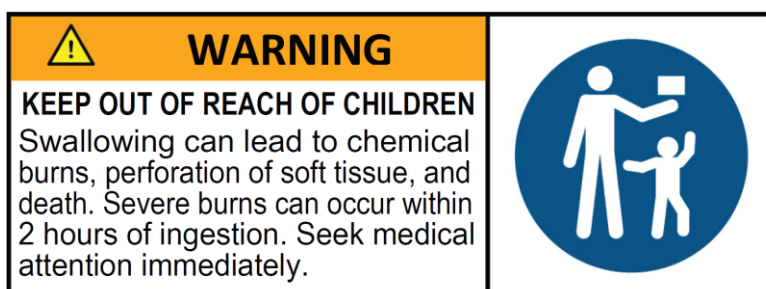 WARNING
KEEP OUT OF REACH OF CHILDREN
Swallowing can lead to chemical
burns, perforation of soft tissue, and
death. Severe burns can occur within
2 hours of ingestion. Seek medical
attention immediately.